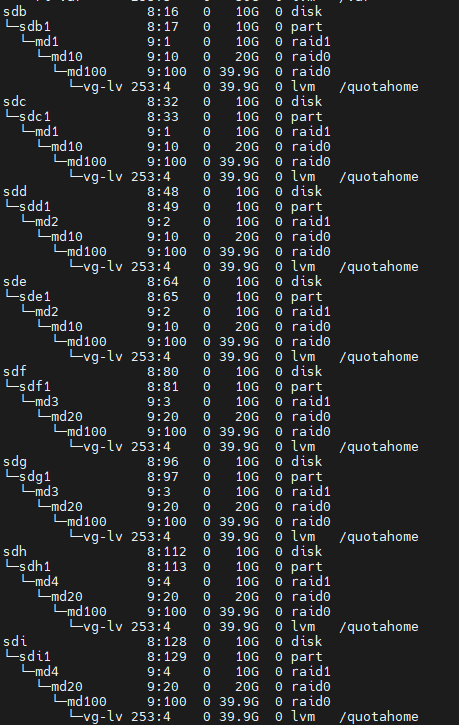 sdb 8:16 0 10G 0 disk
└─sdb1 8:17 0 10G 0 part
└─md1 9:1 0 10G 0 raid1
└─md10 9:10 0 20G 0 raid0
└─md100 9:100 0 39.9G 0 raid0
└─vg-lv 253:4 0 39.9G 0 lvm /quotahome
sdc 8:32 0 10G 0 disk
└─sdc1 8:33 0 10G 0 part
└─md1 9:1 0 10G 0 raid1
└─md10 9:10 0 20G 0 raid0
└─md100 9:100 0 39.9G 0 raid0
└─vg-lv 253:4 0 39.9G 0 lvm /quotahome
sdd 8:48 0 10G 0 disk
└─sdd1 8:49 0 10G 0 part
└─md2 9:2 0 10G 0 raid1
└─md10 9:10 0 20G 0 raid0
└─md100 9:100 0 39.9G 0 raid0
└─vg-lv 253:4 0 39.9G 0 lvm /quotahome
sde 8:64 0 10G 0 disk
└─sde1 8:65 0 10G 0 part
└─md2 9:2 0 10G 0 raid1
└─md10 9:10 0 20G 0 raid0
└─md100 9:100 0 39.9G 0 raid0
└─vg-lv 253:4 0 39.9G 0 lvm /quotahome
sdf 8:80 0 10G 0 disk
└─sdf1 8:81 0 10G 0 part
└─md3 9:3 0 10G 0 raid1
└─md20 9:20 0 20G 0 raid0
└─md100 9:100 0 39.9G 0 raid0
└─vg-lv 253:4 0 39.9G 0 lvm /quotahome
sdg 8:96 0 10G 0 disk
└─sdg1 8:97 0 10G 0 part
└─md3 9:3 0 10G 0 raid1
└─md20 9:20 0 20G 0 raid0
└─md100 9:100 0 39.9G 0 raid0
└─vg-lv 253:4 0 39.9G 0 lvm /quotahome
sdh 8:112 0 10G 0 disk
└─sdh1 8:113 0 10G 0 part
└─md4 9:4 0 10G 0 raid1
└─md20 9:20 0 20G 0 raid0
└─md100 9:100 0 39.9G 0 raid0
└─vg-lv 253:4 0 39.9G 0 lvm /quotahome
sdi 8:128 0 10G 0 disk
└─sdi1 8:129 0 10G 0 part
└─md4 9:4 0 10G 0 raid1
└─md20 9:20 0 20G 0 raid0
└─md100 9:100 0 39.9G 0 raid0
└─vg-lv 253:4 0 39.9G 0 lvm /quotahome